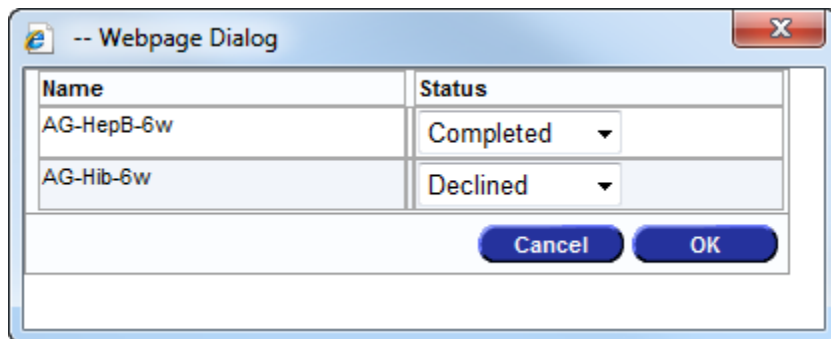 -- Webpage Dialog
Name Status
AG-HepB-6w Completed
AG-Hib-6w Declined
Cancel OK